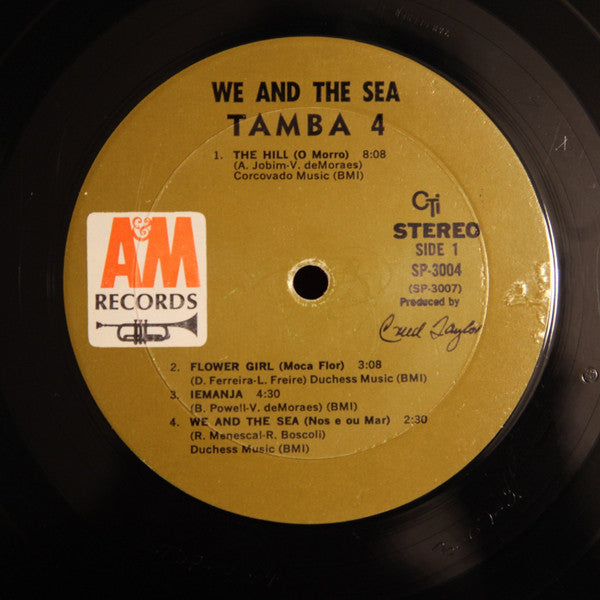 WE AND THE SEA
TAMBA 4
1. THE HILL (O Morro) 8:08
(A. Jobim-V. deMoraes)
Corcovado Music (BMI)
CTi
STEREO
SIDE 1
SP-3004
(SP-3007)
Produced by
Creed Taylor
A&M
RECORDS
2. FLOWER GIRL (Moca Flor) 3:08
(D. Ferreira-L. Freire) Duchess Music (BMI)
3. IEMANJA 4:30
(B. Powell-V. deMoraes) (BMI)
4. WE AND THE SEA (Nos e ou Mar) 2:30
(R. Menescal-R. Boscoli)
Duchess Music (BMI)